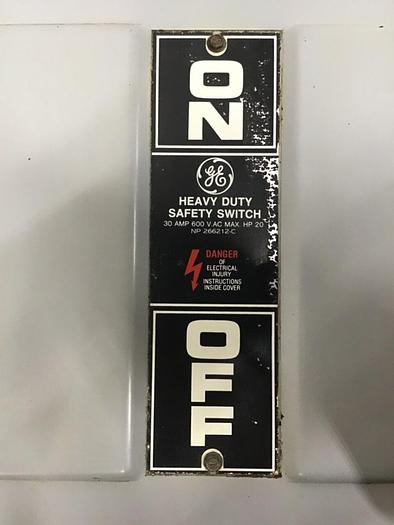 ON
GE
HEAVY DUTY
SAFETY SWITCH
30 AMP 600 V AC MAX. HP 20
NP 266212-C
DANGER
OF
ELECTRICAL
INJURY
INSTRUCTIONS
INSIDE COVER
OFF